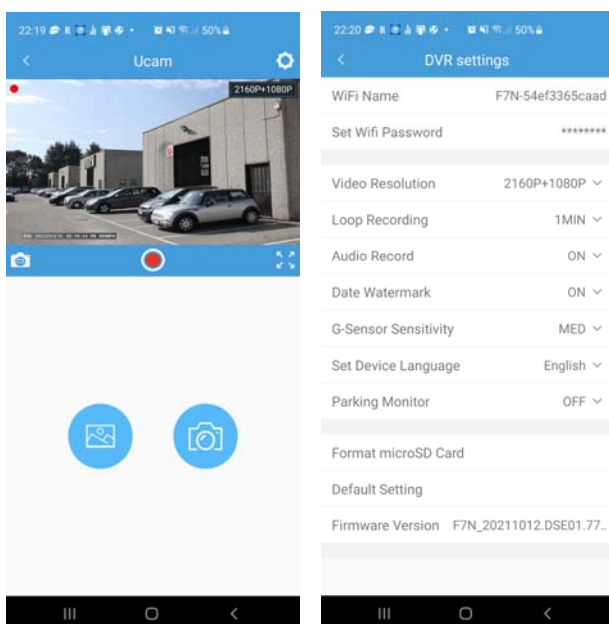 22:19
50%
Ucam
2160P+1080P
22:20
50%
DVR settings
WiFi Name F7N-54ef3365caad
Set Wifi Password ********
Video Resolution 2160P+1080P
Loop Recording 1MIN
Audio Record ON
Date Watermark ON
G-Sensor Sensitivity MED
Set Device Language English
Parking Monitor OFF
Format microSD Card
Default Setting
Firmware Version F7N_20211012.DSE01.77..